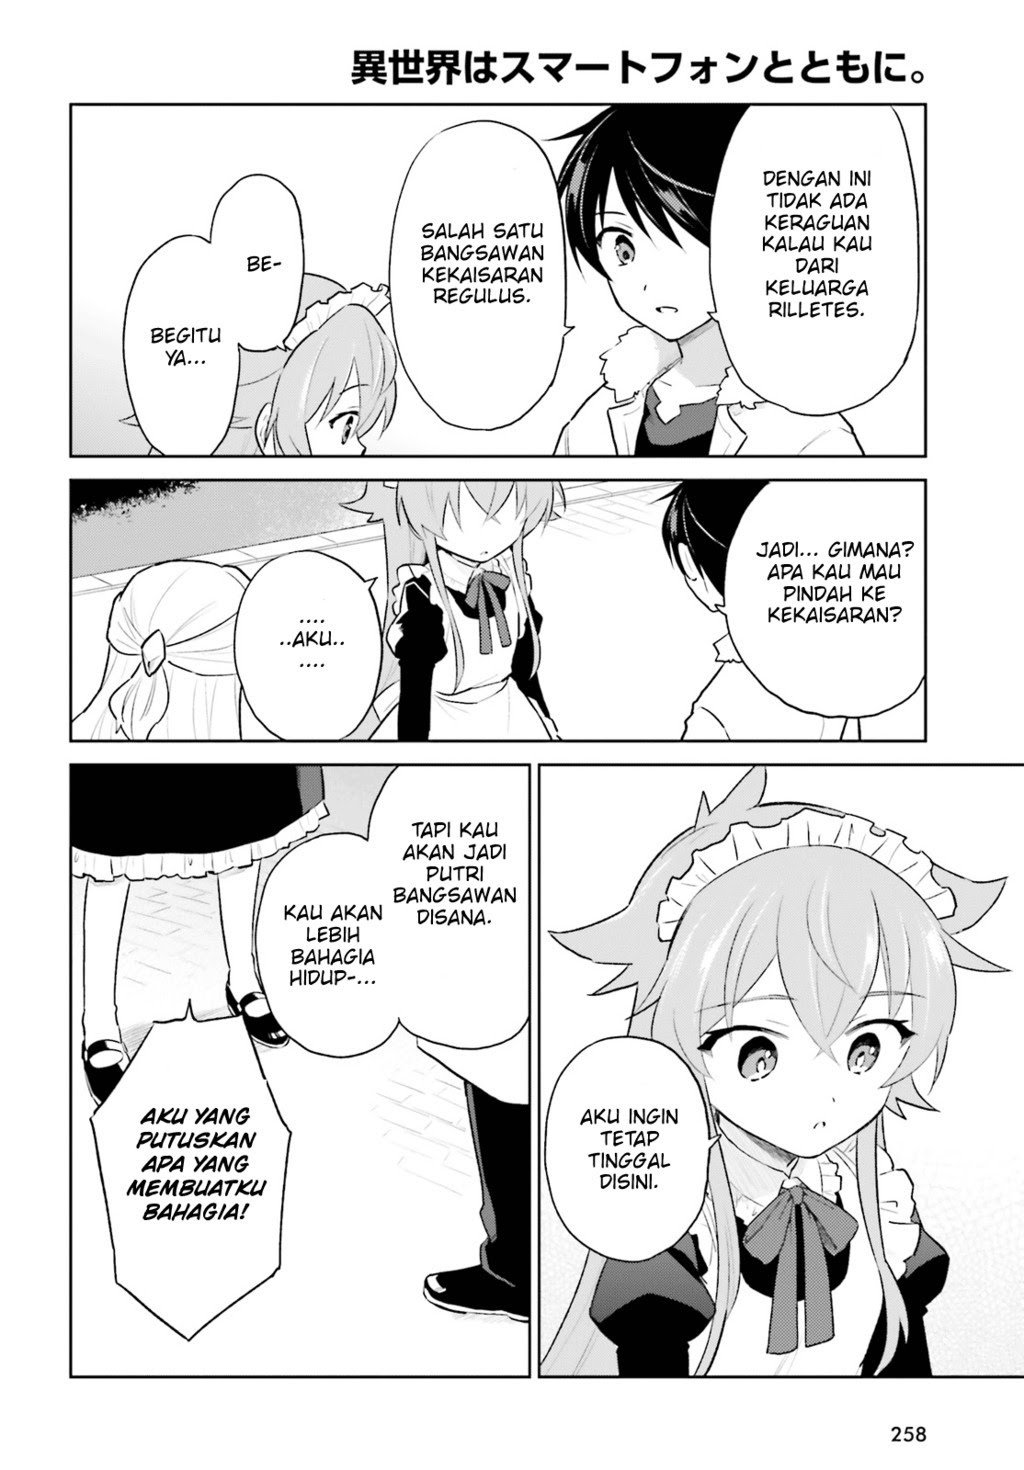 異世界はスマートフォンとともに。
DENGAN INI
TIDAK ADA
KERAGUAN
KALAU KAU
DARI
KELUARGA
RILLETES.
SALAH SATU
BANGSAWAN
KEKAISARAN
REGULUS.
BE-
BEGITU
YA...
JADI... GIMANA?
APA KAU MAU
PINDAH KE
KEKAISARAN?
....
..AKU..
....
AKU INGIN
TETAP
TINGGAL
DISINI.
TAPI KAU
AKAN JADI
PUTRI
BANGSAWAN
DISANA.
KAU AKAN
LEBIH
BAHAGIA
HIDUP-...
AKU YANG
PUTUSKAN
APA YANG
MEMBUATKU
BAHAGIA!
258